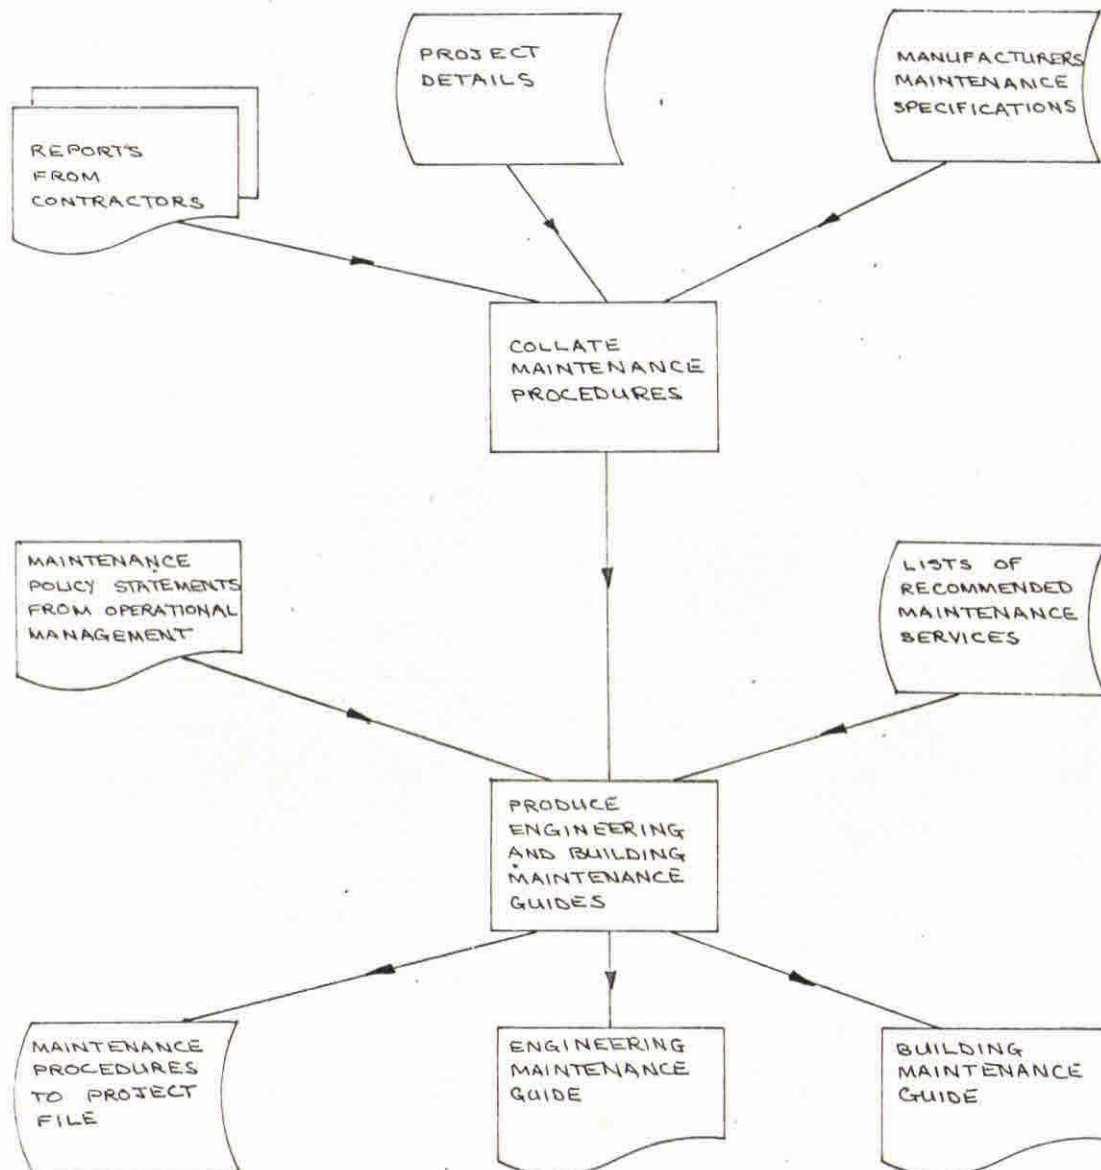 PROJECT
DETAILS
MANUFACTURERS
MAINTENANCE
SPECIFICATIONS
REPORTS
FROM
CONTRACTORS
COLLATE
MAINTENANCE
PROCEDURES
MAINTENANCE
POLICY STATEMENTS
FROM OPERATIONAL
MANAGEMENT
LISTS OF
RECOMMENDED
MAINTENANCE
SERVICES
PRODUCE
ENGINEERING
AND BUILDING
MAINTENANCE
GUIDES
MAINTENANCE
PROCEDURES
TO PROJECT
FILE
ENGINEERING
MAINTENANCE
GUIDE
BUILDING
MAINTENANCE
GUIDE